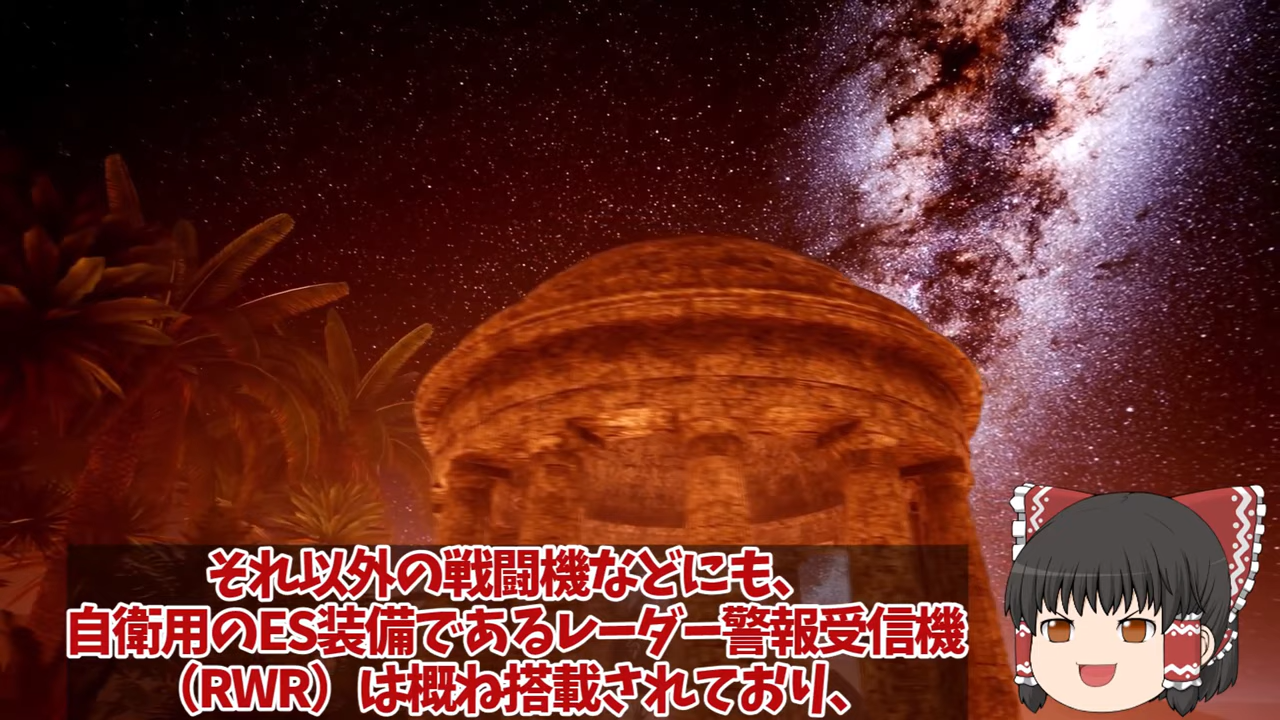 それ以外の戦闘機などにも、
自衛用のES装備であるレーダー警報受信機
（RWR）は概ね搭載されており、